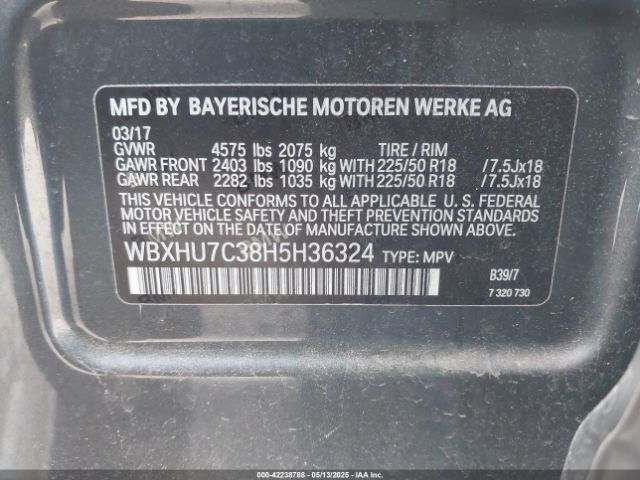 MFD BY BAYERISCHE MOTOREN WERKE AG
03/17
GVWR 4575 lbs 2075 kg TIRE / RIM
GAWR FRONT 2403 lbs 1090 kg WITH 225/50 R18 /7.5Jx18
GAWR REAR 2282 lbs 1035 kg WITH 225/50 R18 /7.5Jx18
THIS VEHICLE CONFORMS TO ALL APPLICABLE U. S. FEDERAL
MOTOR VEHICLE SAFETY AND THEFT PREVENTION STANDARDS
IN EFFECT ON THE DATE OF MANUFACTURE SHOWN ABOVE.
WBXHU7C38H5H36324 TYPE: MPV
B39/7
7 320 730
000-42238788 - 05/13/2025 - COPYRIGHT IAA, LLC.